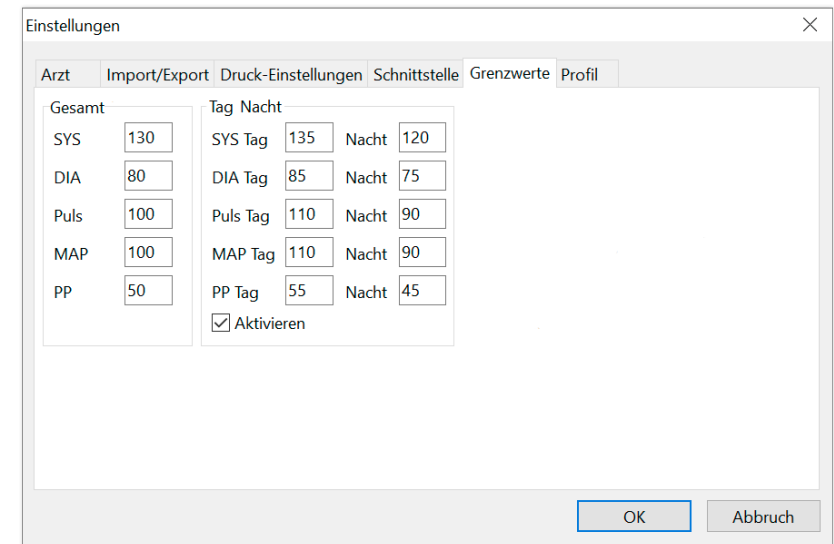 Einstellungen
Arzt Import/Export Druck-Einstellungen Schnittstelle Grenzwerte Profil
Gesamt Tag Nacht
SYS 130 SYS Tag 135 Nacht 120
DIA 80 DIA Tag 85 Nacht 75
Puls 100 Puls Tag 110 Nacht 90
MAP 100 MAP Tag 110 Nacht 90
PP 50 PP Tag 55 Nacht 45
Aktivieren
OK Abbruch